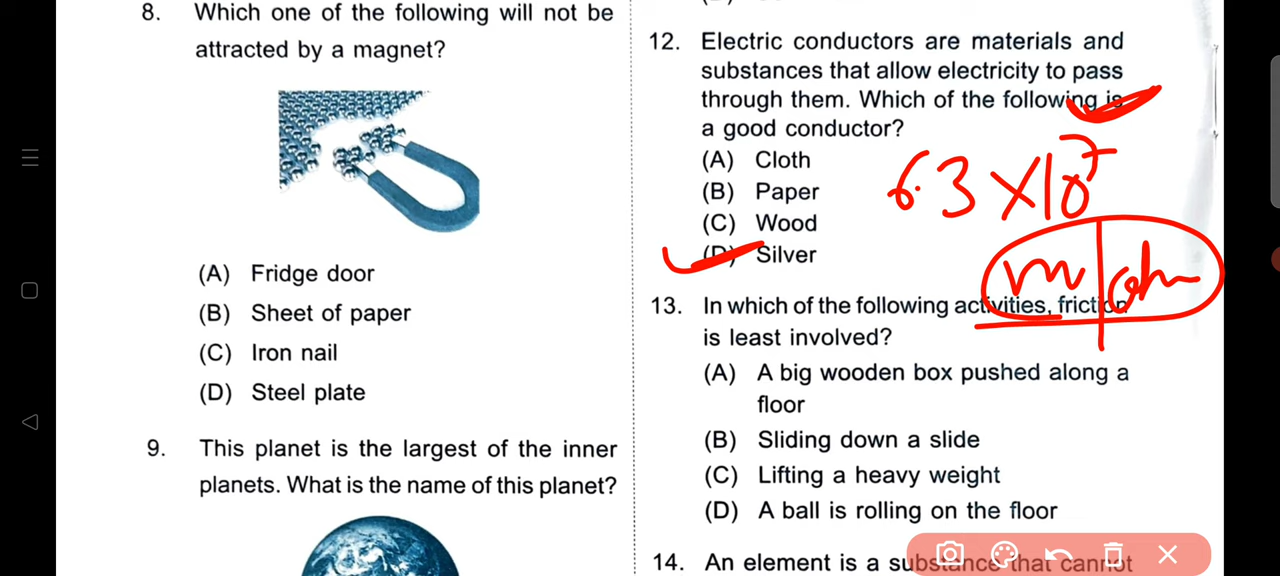 8. Which one of the following will not be
attracted by a magnet?
(A) Fridge door
(B) Sheet of paper
(C) Iron nail
(D) Steel plate
9. This planet is the largest of the inner
planets. What is the name of this planet?
12. Electric conductors are materials and
substances that allow electricity to pass
through them. Which of the following is
a good conductor?
(A) Cloth
(B) Paper
(C) Wood
(D) Silver
6.3 X10⁷
13. In which of the following activities, friction
is least involved?
(A) A big wooden box pushed along a
floor
(B) Sliding down a slide
(C) Lifting a heavy weight
(D) A ball is rolling on the floor
14. An element is a substance that cannot